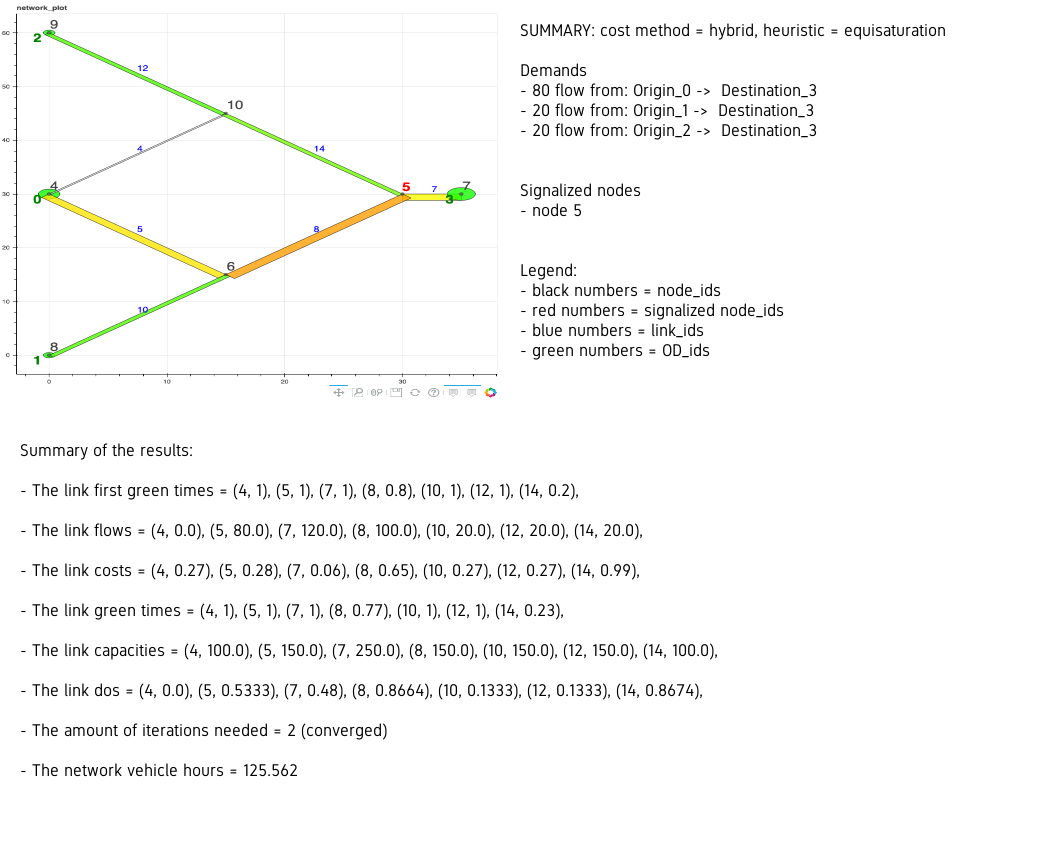 network_plot
60
50
40
30
20
10
0
0
10
20
30
9
2
12
10
4
14
4
0
5
7
7
3
5
8
6
10
8
1
SUMMARY: cost method = hybrid, heuristic = equisaturation
Demands
- 80 flow from: Origin_0 -> Destination_3
- 20 flow from: Origin_1 -> Destination_3
- 20 flow from: Origin_2 -> Destination_3
Signalized nodes
- node 5
Legend:
- black numbers = node_ids
- red numbers = signalized node_ids
- blue numbers = link_ids
- green numbers = OD_ids
Summary of the results:
- The link first green times = (4, 1), (5, 1), (7, 1), (8, 0.8), (10, 1), (12, 1), (14, 0.2),
- The link flows = (4, 0.0), (5, 80.0), (7, 120.0), (8, 100.0), (10, 20.0), (12, 20.0), (14, 20.0),
- The link costs = (4, 0.27), (5, 0.28), (7, 0.06), (8, 0.65), (10, 0.27), (12, 0.27), (14, 0.99),
- The link green times = (4, 1), (5, 1), (7, 1), (8, 0.77), (10, 1), (12, 1), (14, 0.23),
- The link capacities = (4, 100.0), (5, 150.0), (7, 250.0), (8, 150.0), (10, 150.0), (12, 150.0), (14, 100.0),
- The link dos = (4, 0.0), (5, 0.5333), (7, 0.48), (8, 0.8664), (10, 0.1333), (12, 0.1333), (14, 0.8674),
- The amount of iterations needed = 2 (converged)
- The network vehicle hours = 125.562